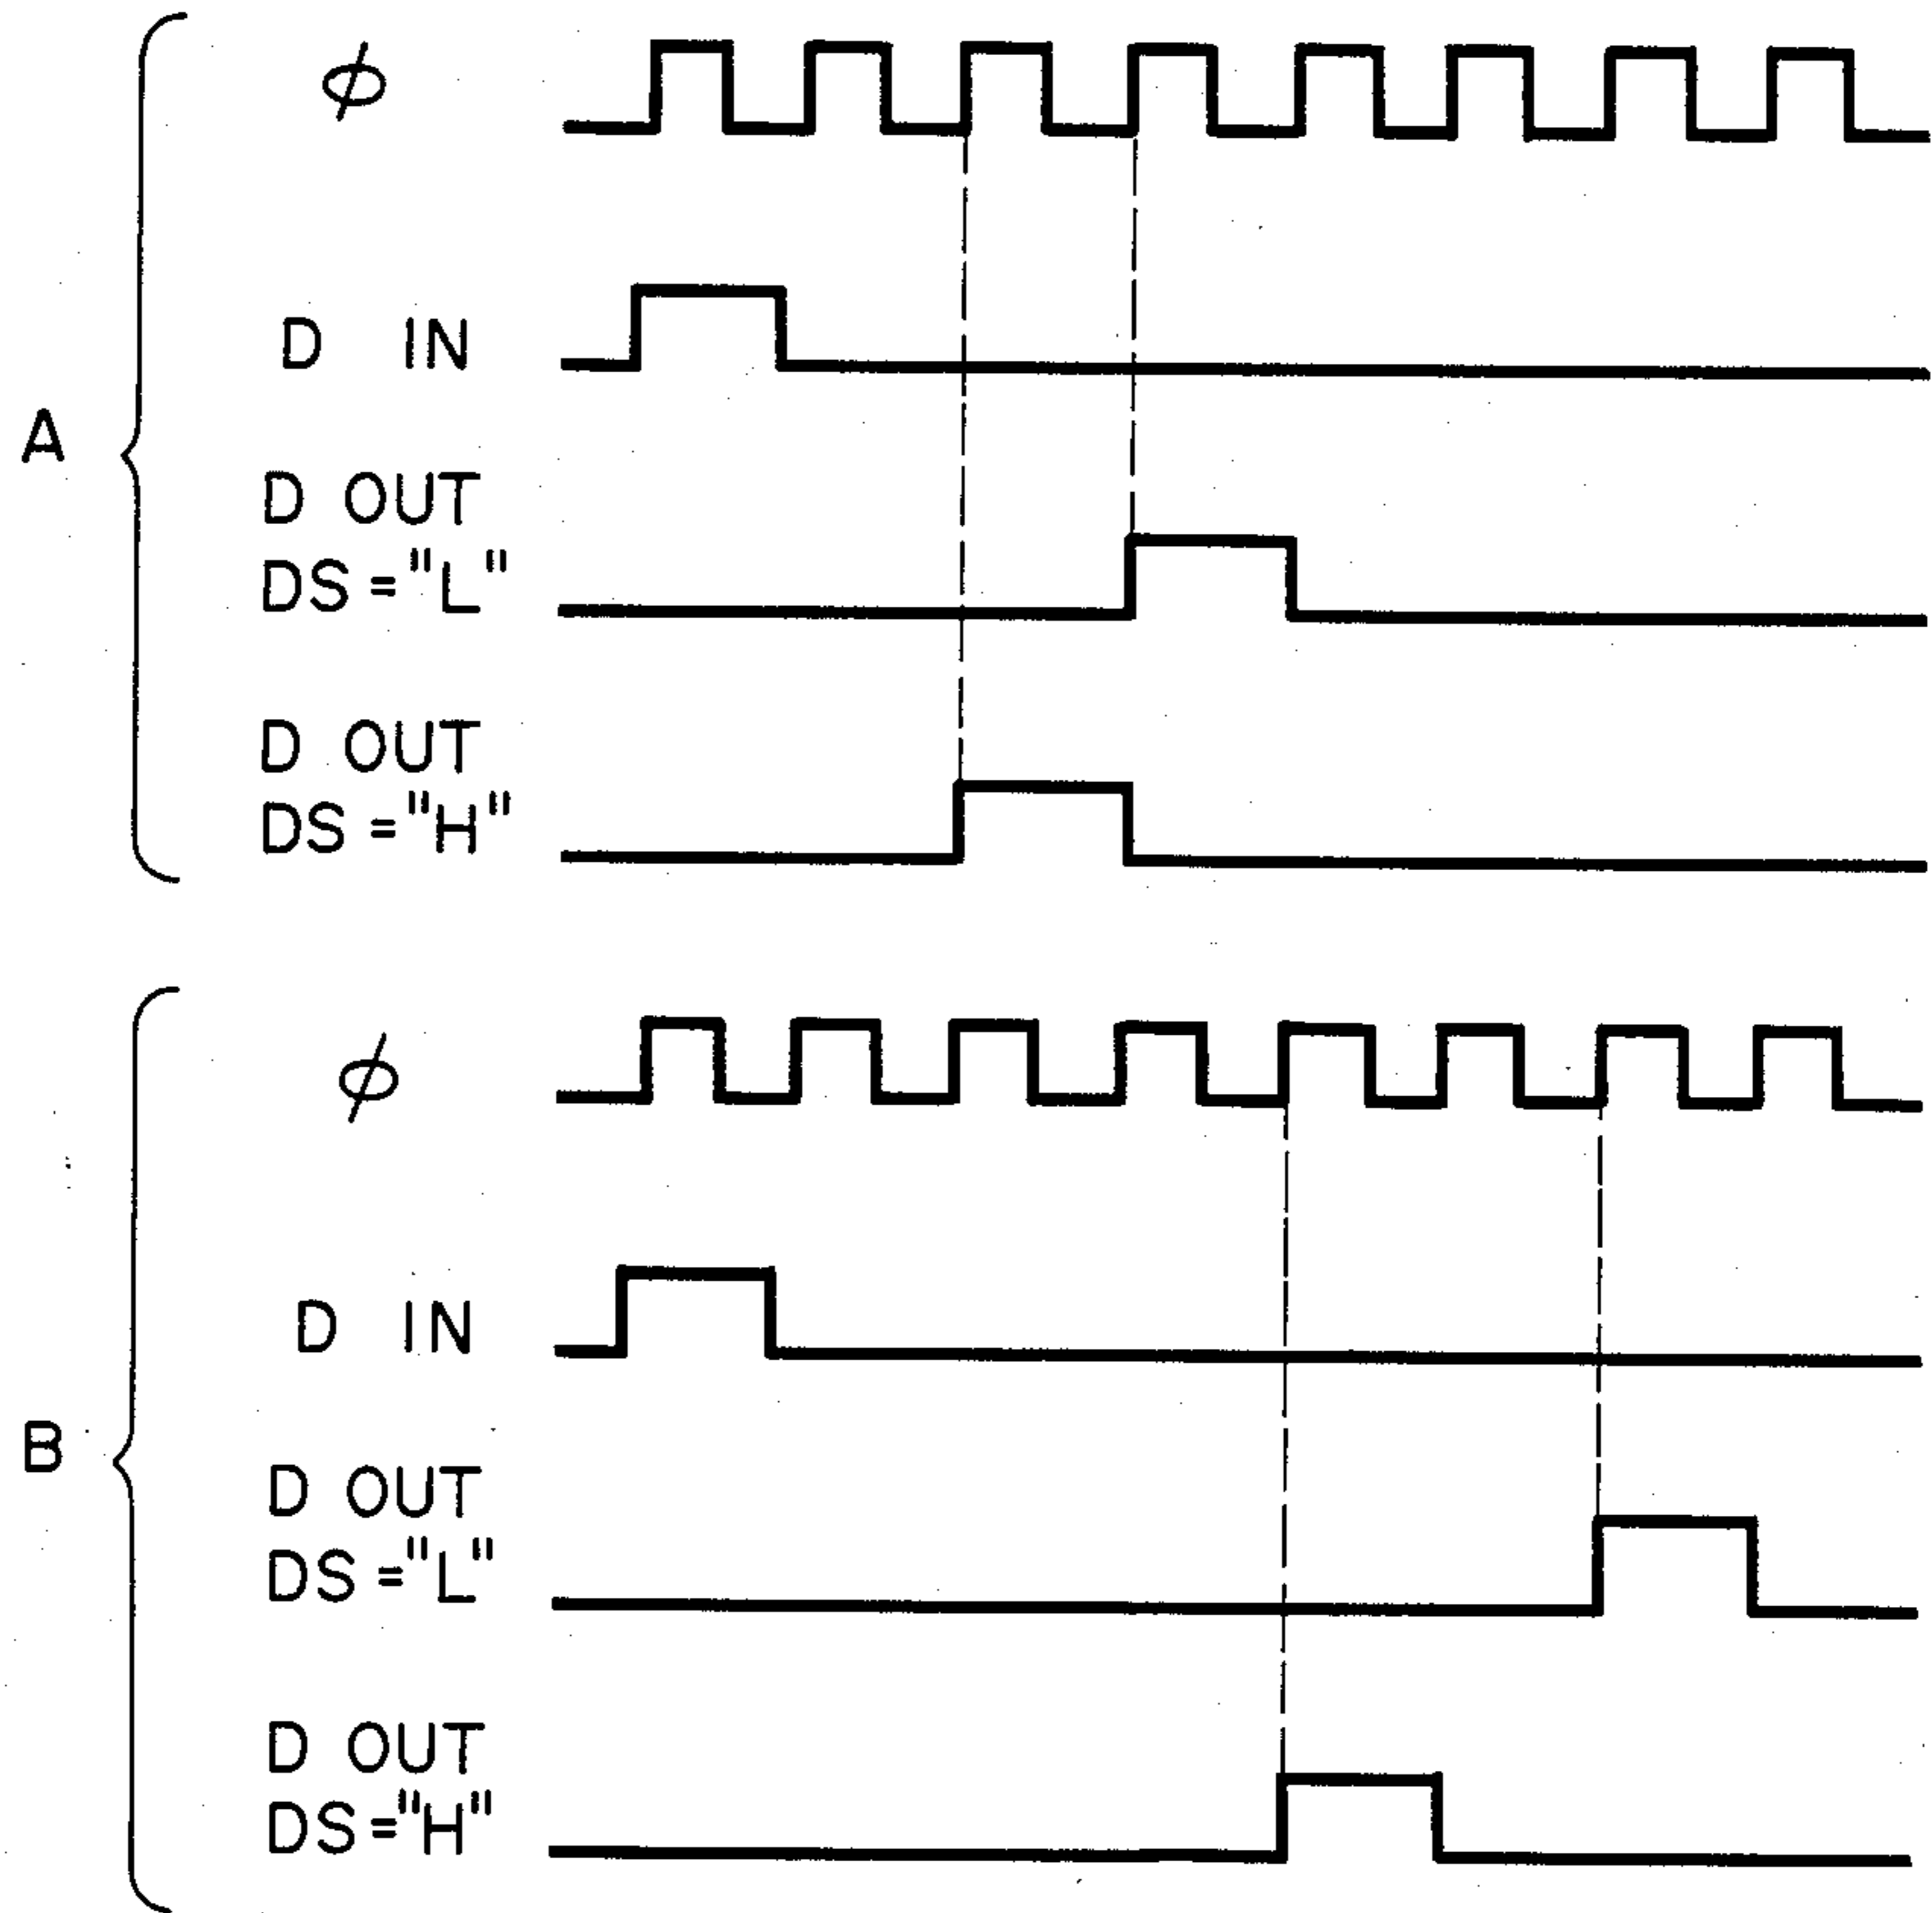 A
ϕ
D IN
D OUT
DS="L"
D OUT
DS="H"
B
ϕ
D IN
D OUT
DS="L"
D OUT
DS="H"